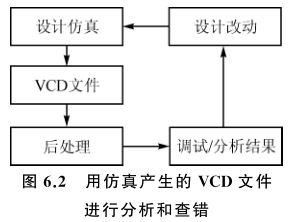 设计仿真
设计改动
VCD文件
后处理
调试/分析结果
图 6.2 用仿真产生的 VCD 文件
进行分析和查错